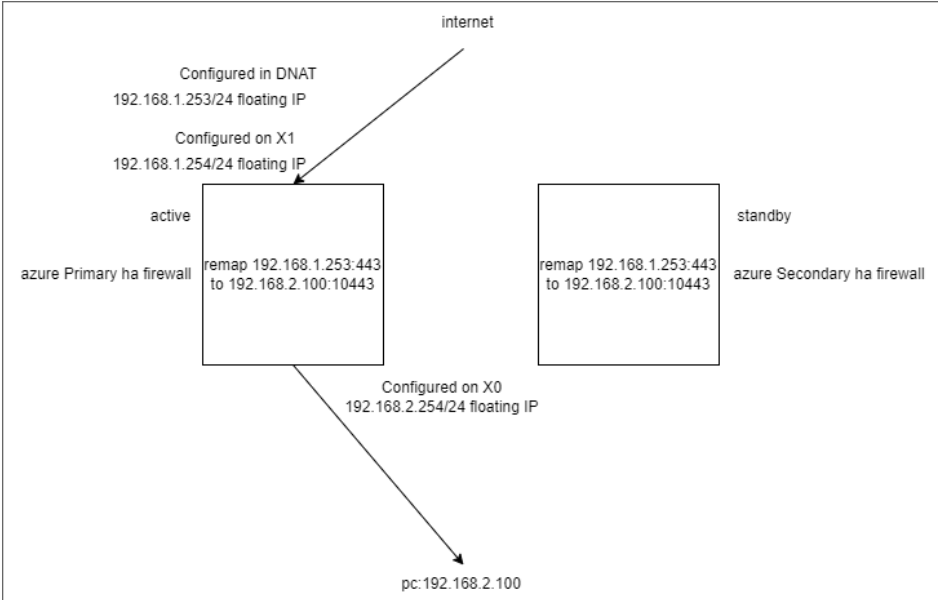 internet
Configured in DNAT
192.168.1.253/24 floating IP
Configured on X1
192.168.1.254/24 floating IP
active
azure Primary ha firewall
remap 192.168.1.253:443
to 192.168.2.100:10443
remap 192.168.1.253:443
to 192.168.2.100:10443
standby
azure Secondary ha firewall
Configured on X0
192.168.2.254/24 floating IP
pc:192.168.2.100